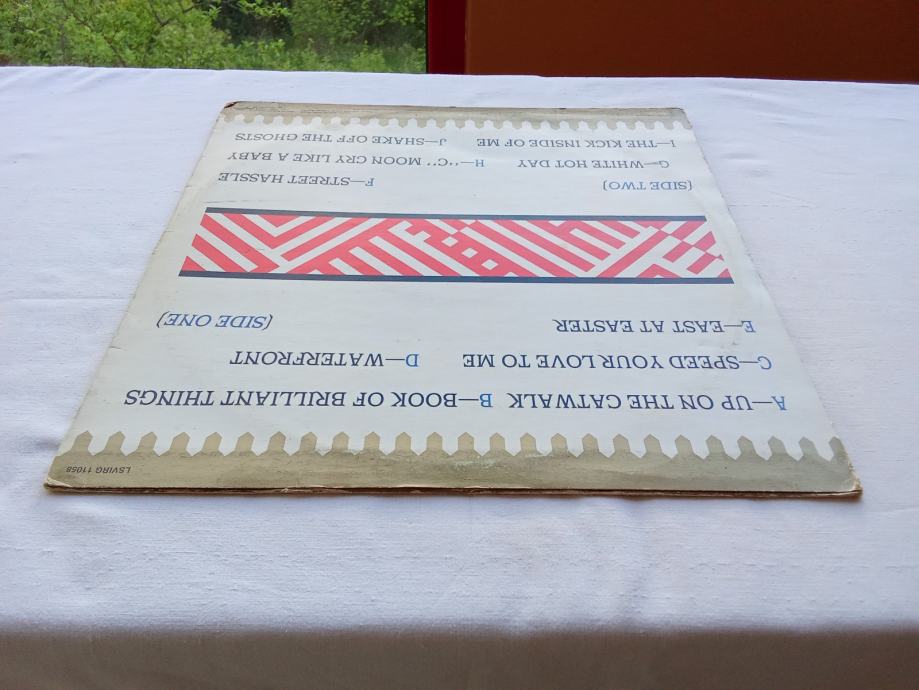 LSVIRG 11058
A—UP ON THE CATWALK B—BOOK OF BRILLIANT THINGS
C—SPEED YOUR LOVE TO ME D—WATERFRONT
E—EAST AT EASTER (SIDE ONE)
(SIDE TWO) F—STREET HASSLE
G—WHITE HOT DAY H—"C" MOON CRY LIKE A BABY
I—THE KICK INSIDE OF ME J—SHAKE OFF THE GHOSTS